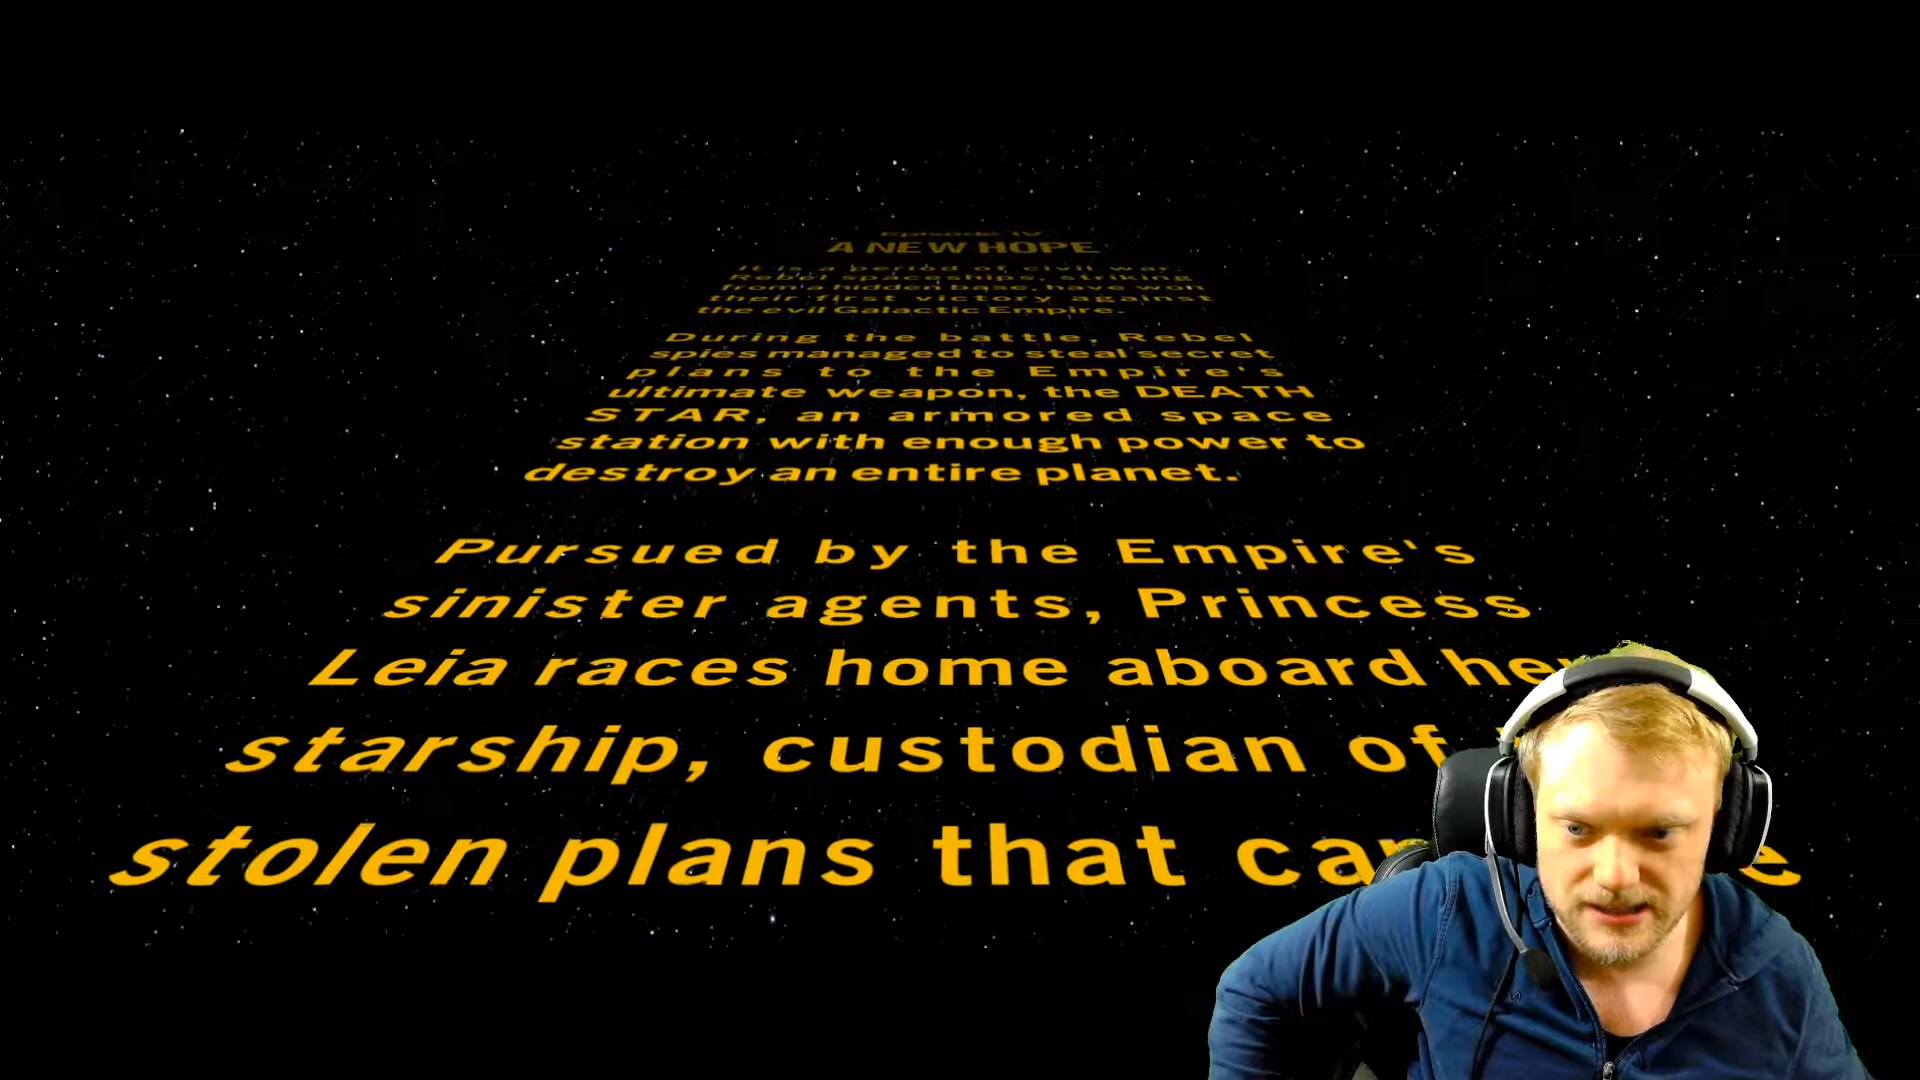 Episode IV
A NEW HOPE
It is a period of civil war.
Rebel spaceships, striking
from a hidden base, have won
their first victory against
the evil Galactic Empire.
During the battle, Rebel
spies managed to steal secret
plans to the Empire's
ultimate weapon, the DEATH
STAR, an armored space
station with enough power to
destroy an entire planet.
Pursued by the Empire's
sinister agents, Princess
Leia races home aboard her
starship, custodian of
stolen plans that